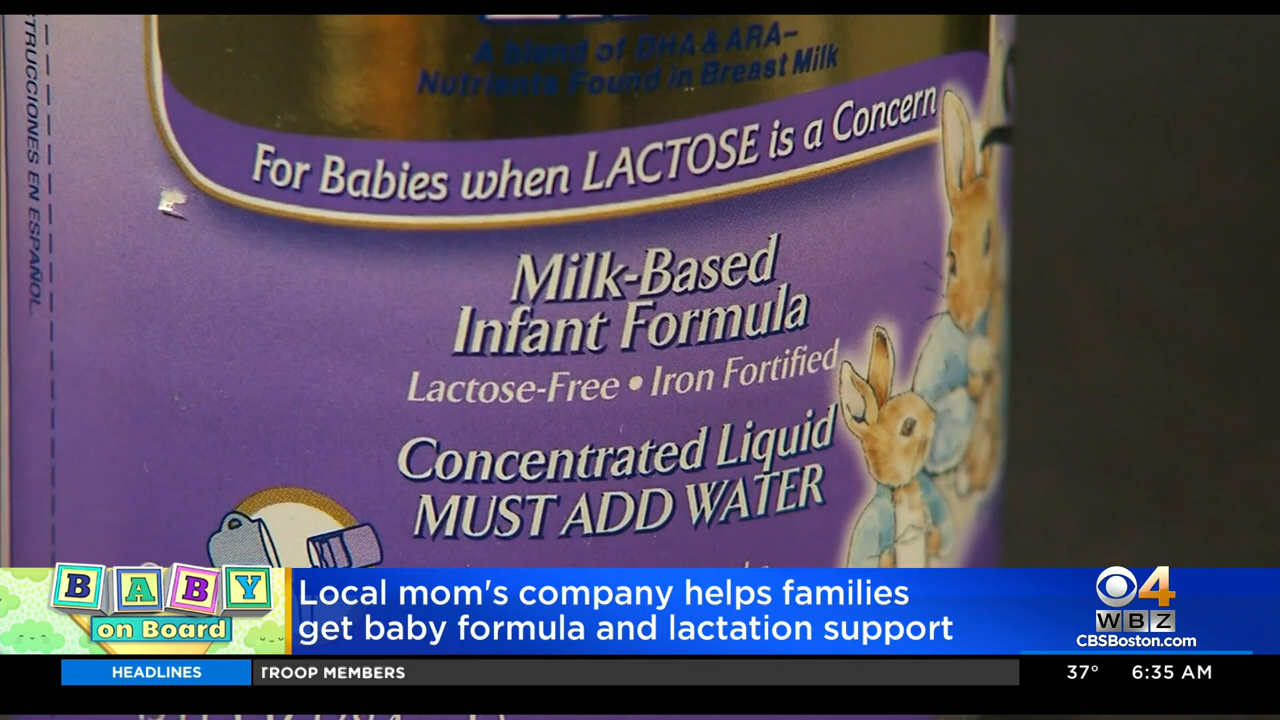 A blend of DHA & ARA–
Nutrients Found in Breast Milk
For Babies when LACTOSE is a Concern
TRUCCIONES EN ESPAÑOL.
Milk-Based
Infant Formula
Lactose-Free • Iron Fortified
Concentrated Liquid
MUST ADD WATER
BABY
on Board
Local mom's company helps families
get baby formula and lactation support
4
WBZ
CBSBoston.com
HEADLINES
TROOP MEMBERS
37°
6:35 AM